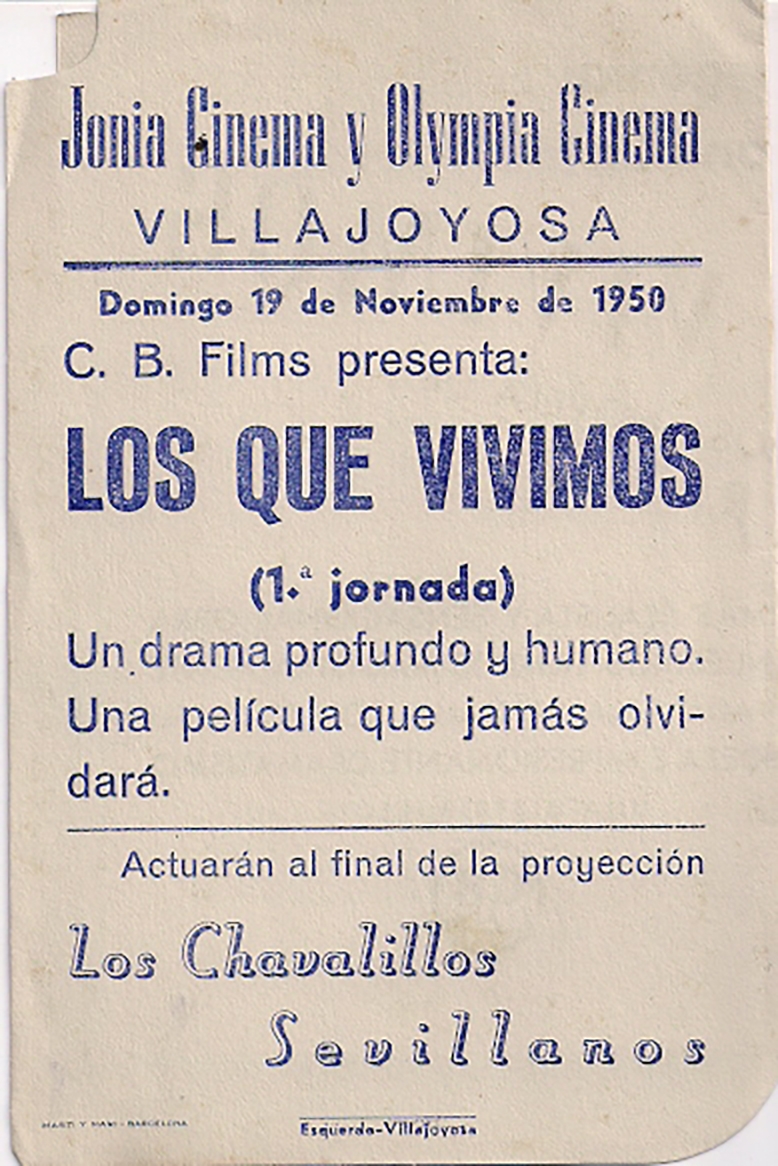 Jonia Cinema y Olympia Cinema
VILLAJOYOSA
Domingo 19 de Noviembre de 1950
C. B. Films presenta:
LOS QUE VIVIMOS
(1.ª jornada)
Un drama profundo y humano.
Una película que jamás olvi-
dará.
Actuarán al final de la proyección
Los Chavalillos
Sevillanos
BARCELONA
Esquerdo-Villajoyosa